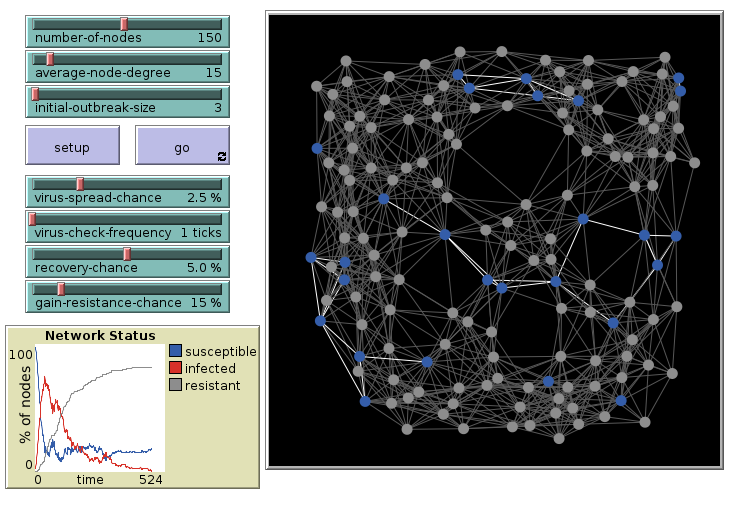 number-of-nodes 150
average-node-degree 15
initial-outbreak-size 3
setup go
virus-spread-chance 2.5 %
virus-check-frequency 1 ticks
recovery-chance 5.0 %
gain-resistance-chance 15 %
Network Status
100
% of nodes
0
0 time 524
susceptible
infected
resistant